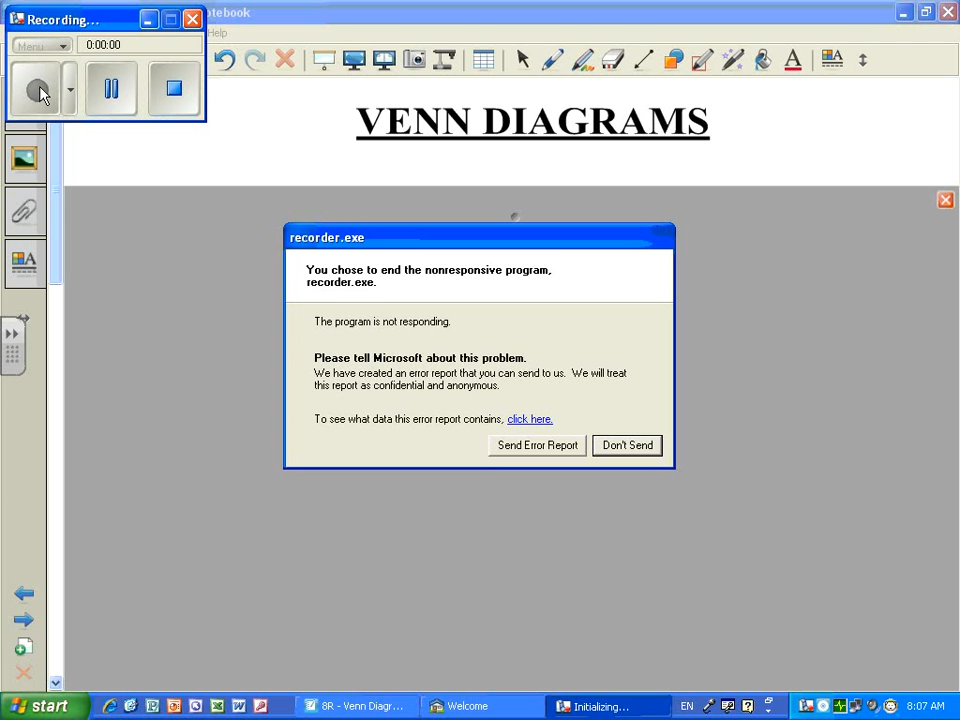 Recording...
otebook
Menu
0:00:00
Help
VENN DIAGRAMS
recorder.exe
You chose to end the nonresponsive program,
recorder.exe.
The program is not responding.
Please tell Microsoft about this problem.
We have created an error report that you can send to us. We will treat
this report as confidential and anonymous.
To see what data this error report contains, click here.
Send Error Report
Don't Send
start
8R - Venn Diagr...
Welcome
Initializing...
EN
8:07 AM